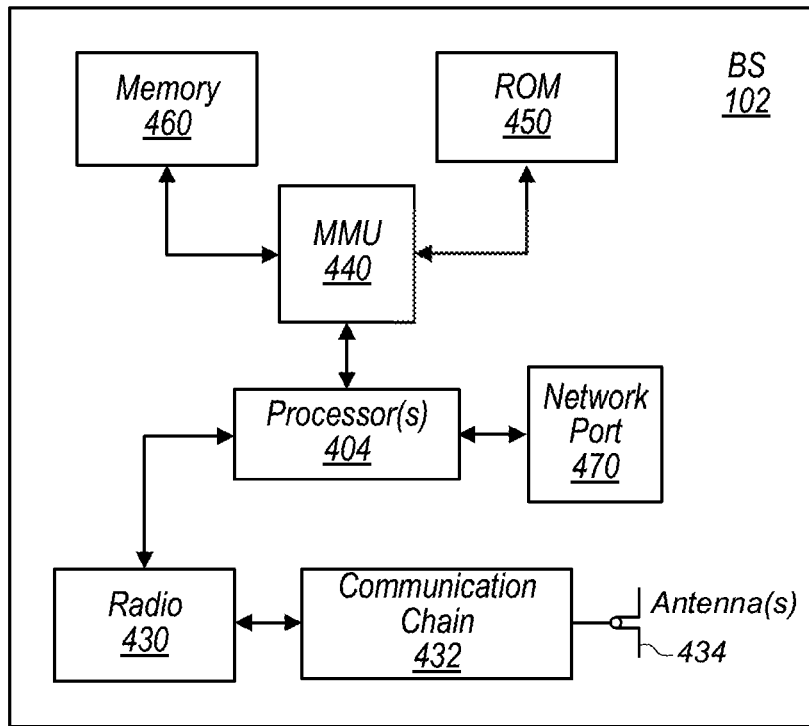 Memory
460
ROM
450
BS
102
MMU
440
Processor(s)
404
Network
Port
470
Radio
430
Communication
Chain
432
Antenna(s)
434